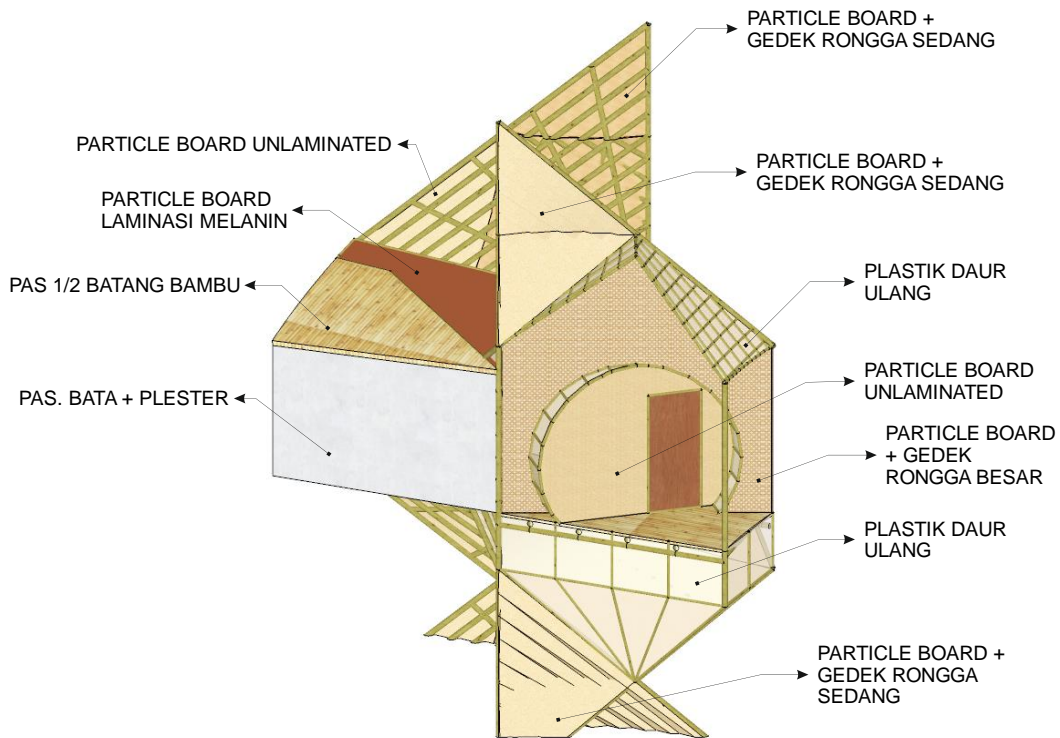 PARTICLE BOARD +
GEDEK RONGGA SEDANG
PARTICLE BOARD UNLAMINATED
PARTICLE BOARD +
GEDEK RONGGA SEDANG
PARTICLE BOARD
LAMINASI MELANIN
PAS 1/2 BATANG BAMBU
PLASTIK DAUR
ULANG
PAS. BATA + PLESTER
PARTICLE BOARD
UNLAMINATED
PARTICLE BOARD
+ GEDEK
RONGGA BESAR
PLASTIK DAUR
ULANG
PARTICLE BOARD +
GEDEK RONGGA
SEDANG